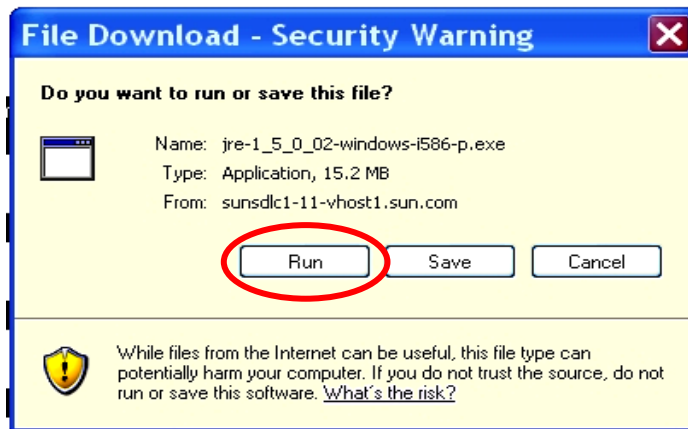 File Download - Security Warning
Do you want to run or save this file?
Name: jre-1_5_0_02-windows-i586-p.exe
Type: Application, 15.2 MB
From: sunsdlc1-11-vhost1.sun.com
Run Save Cancel
While files from the Internet can be useful, this file type can
potentially harm your computer. If you do not trust the source, do not
run or save this software. What's the risk?